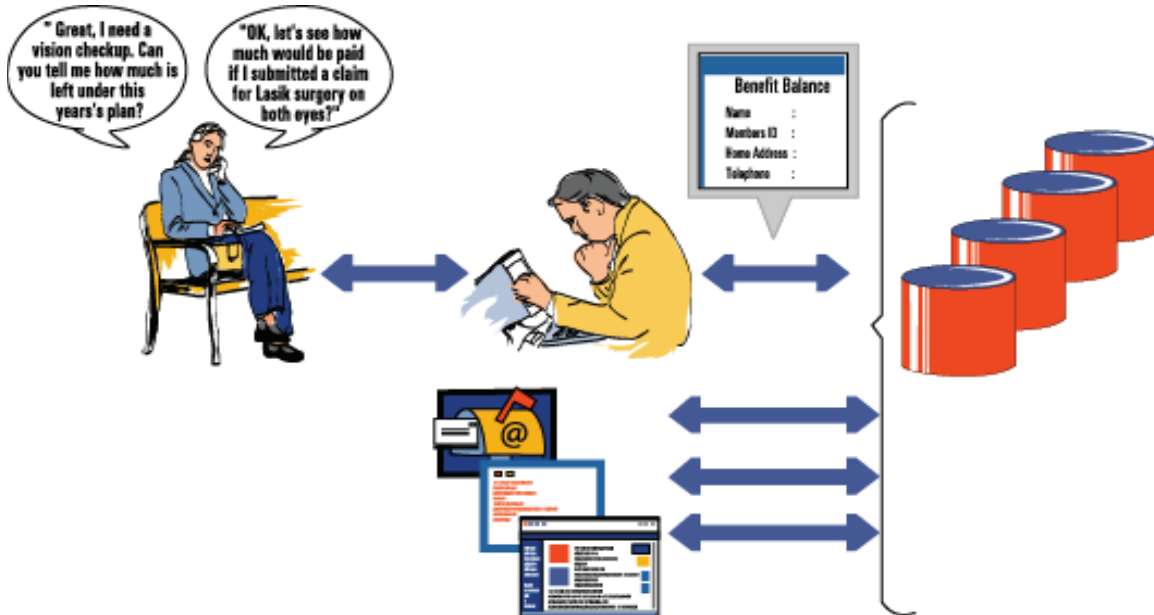 " Great, I need a
vision checkup. Can
you tell me how much is
left under this
years's plan?
"OK, let's see how
much would be paid
if I submitted a claim
for Lasik surgery on
both eyes?"
Benefit Balance
Name :
Members ID :
Home Address :
Telephone :
@